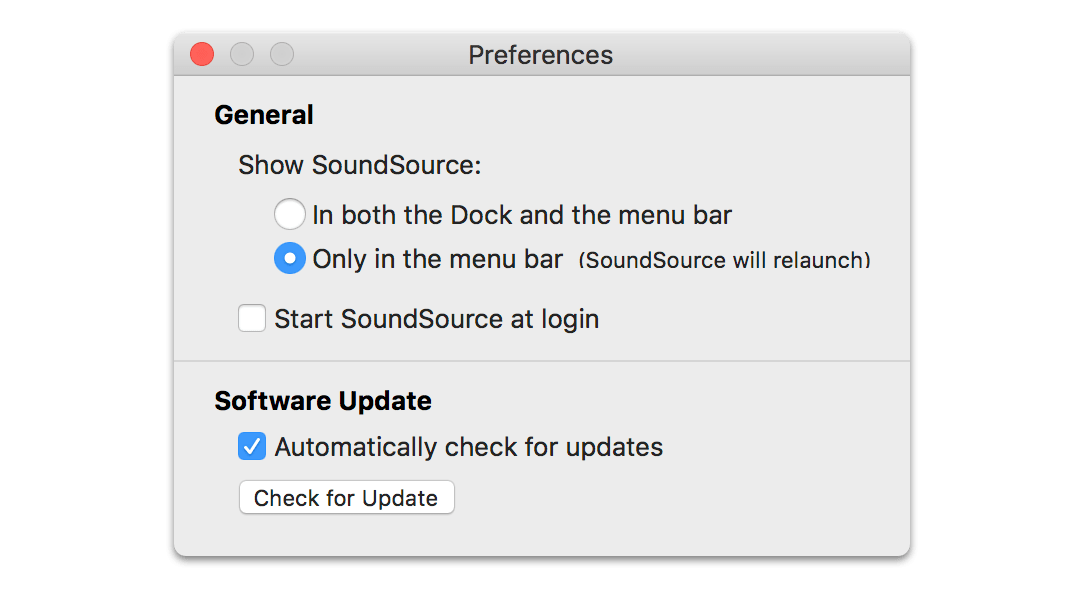 Preferences
General
Show SoundSource:
In both the Dock and the menu bar
Only in the menu bar (SoundSource will relaunch)
Start SoundSource at login
Software Update
Automatically check for updates
Check for Update